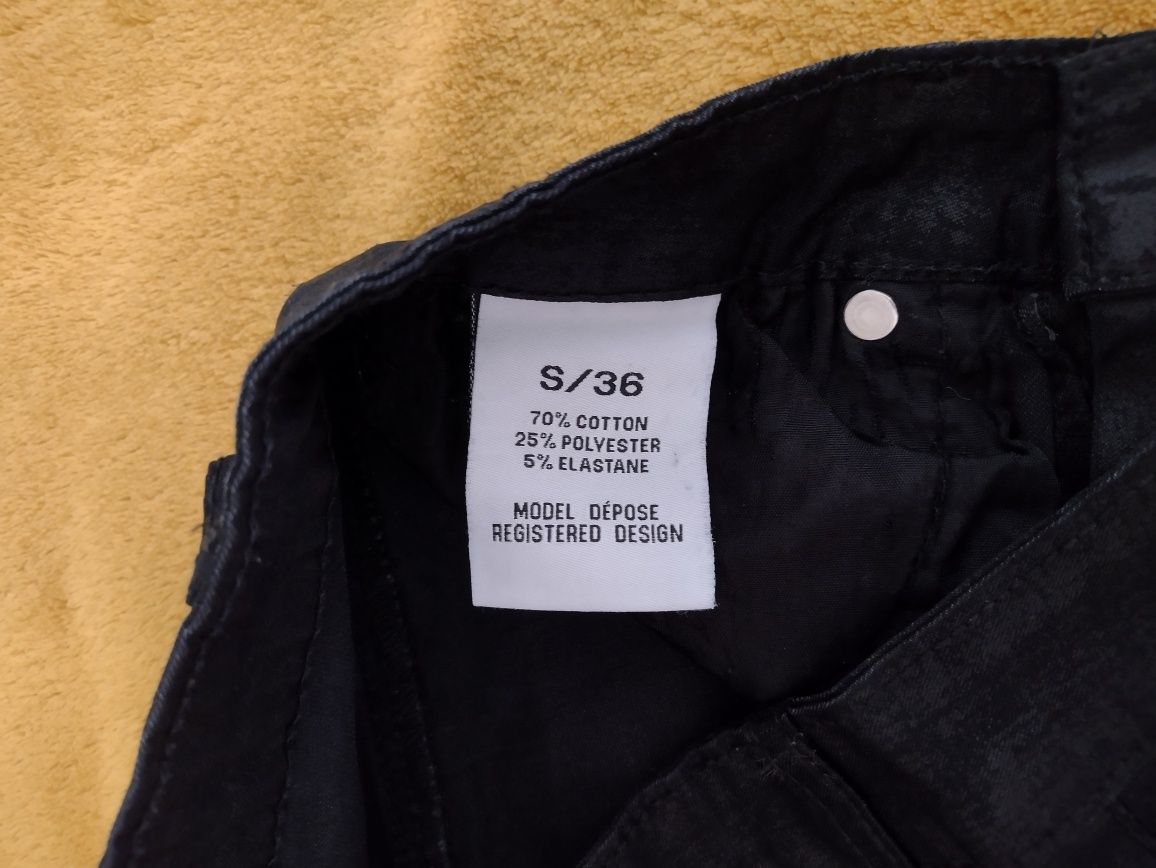 S/36
70% COTTON
25% POLYESTER
5% ELASTANE
MODEL DÉPOSE
REGISTERED DESIGN